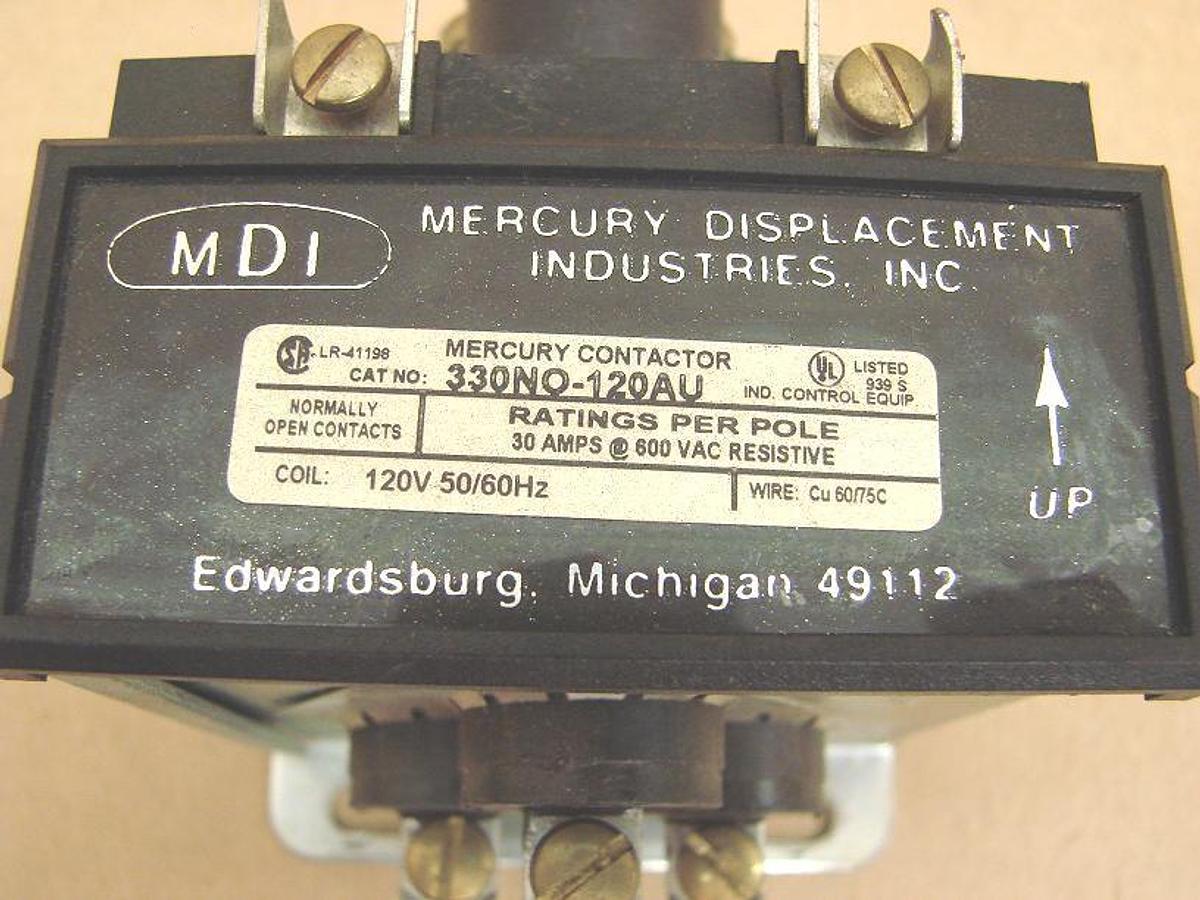 MDI
MERCURY DISPLACEMENT
INDUSTRIES, INC.
LR-41198
MERCURY CONTACTOR
CAT NO: 330NO-120AU
UL LISTED
939 S
IND. CONTROL EQUIP.
NORMALLY
OPEN CONTACTS
RATINGS PER POLE
30 AMPS @ 600 VAC RESISTIVE
COIL: 120V 50/60Hz
WIRE: Cu 60/75C
UP
Edwardsburg, Michigan 49112